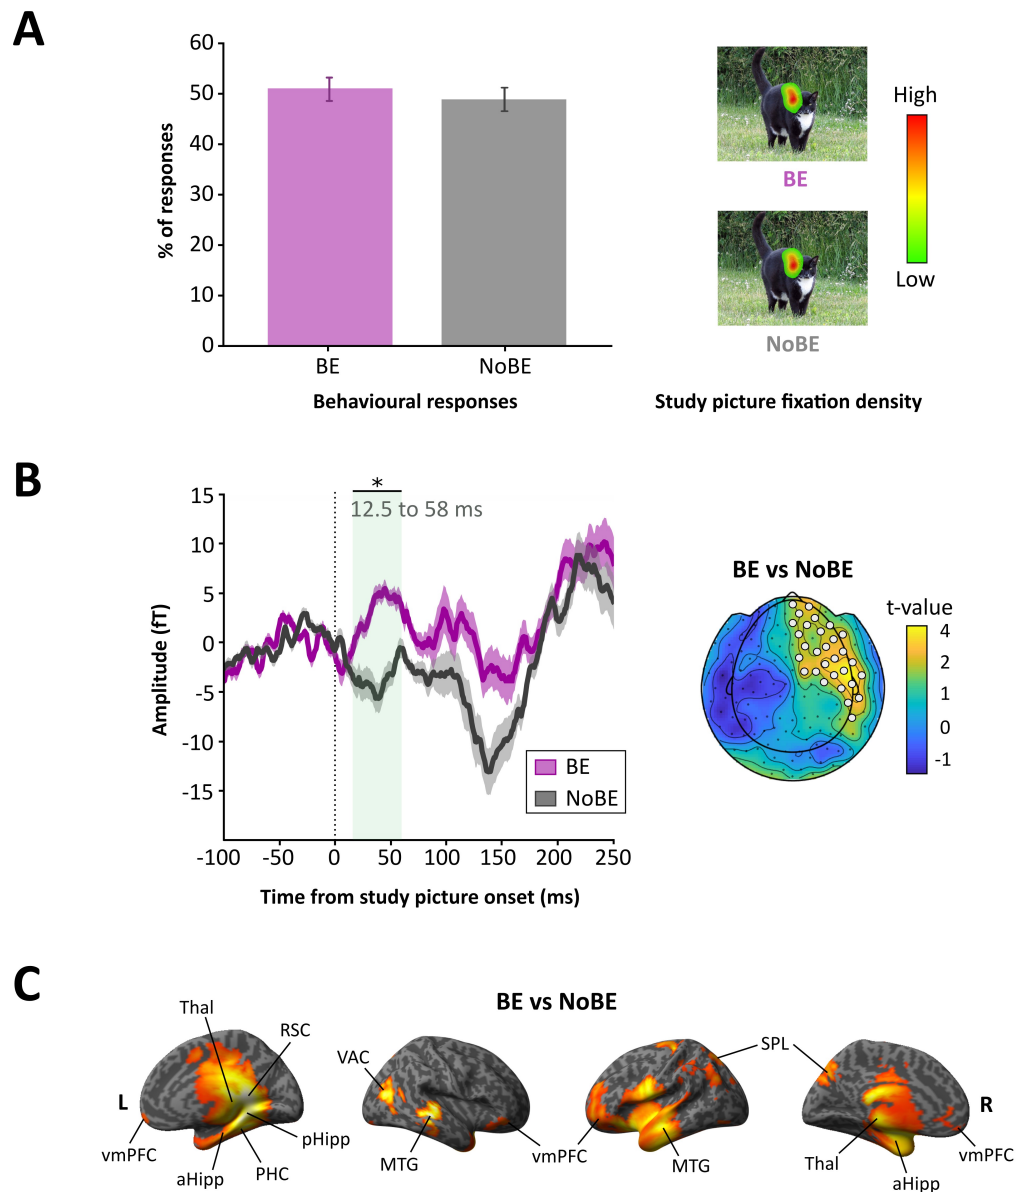 A
60
50
40
30
20
10
0
% of responses
BE
NoBE
Behavioural responses
BE
NoBE
High
Low
Study picture fixation density
B
15
10
5
0
-5
-10
-15
Amplitude (fT)
*
12.5 to 58 ms
BE
NoBE
-100 -50 0 50 100 150 200 250
Time from study picture onset (ms)
BE vs NoBE
t-value
4
2
1
0
-1
C
BE vs NoBE
Thal
RSC
L
vmPFC
aHipp
PHC
pHipp
VAC
MTG
vmPFC
MTG
SPL
R
Thal
aHipp
vmPFC